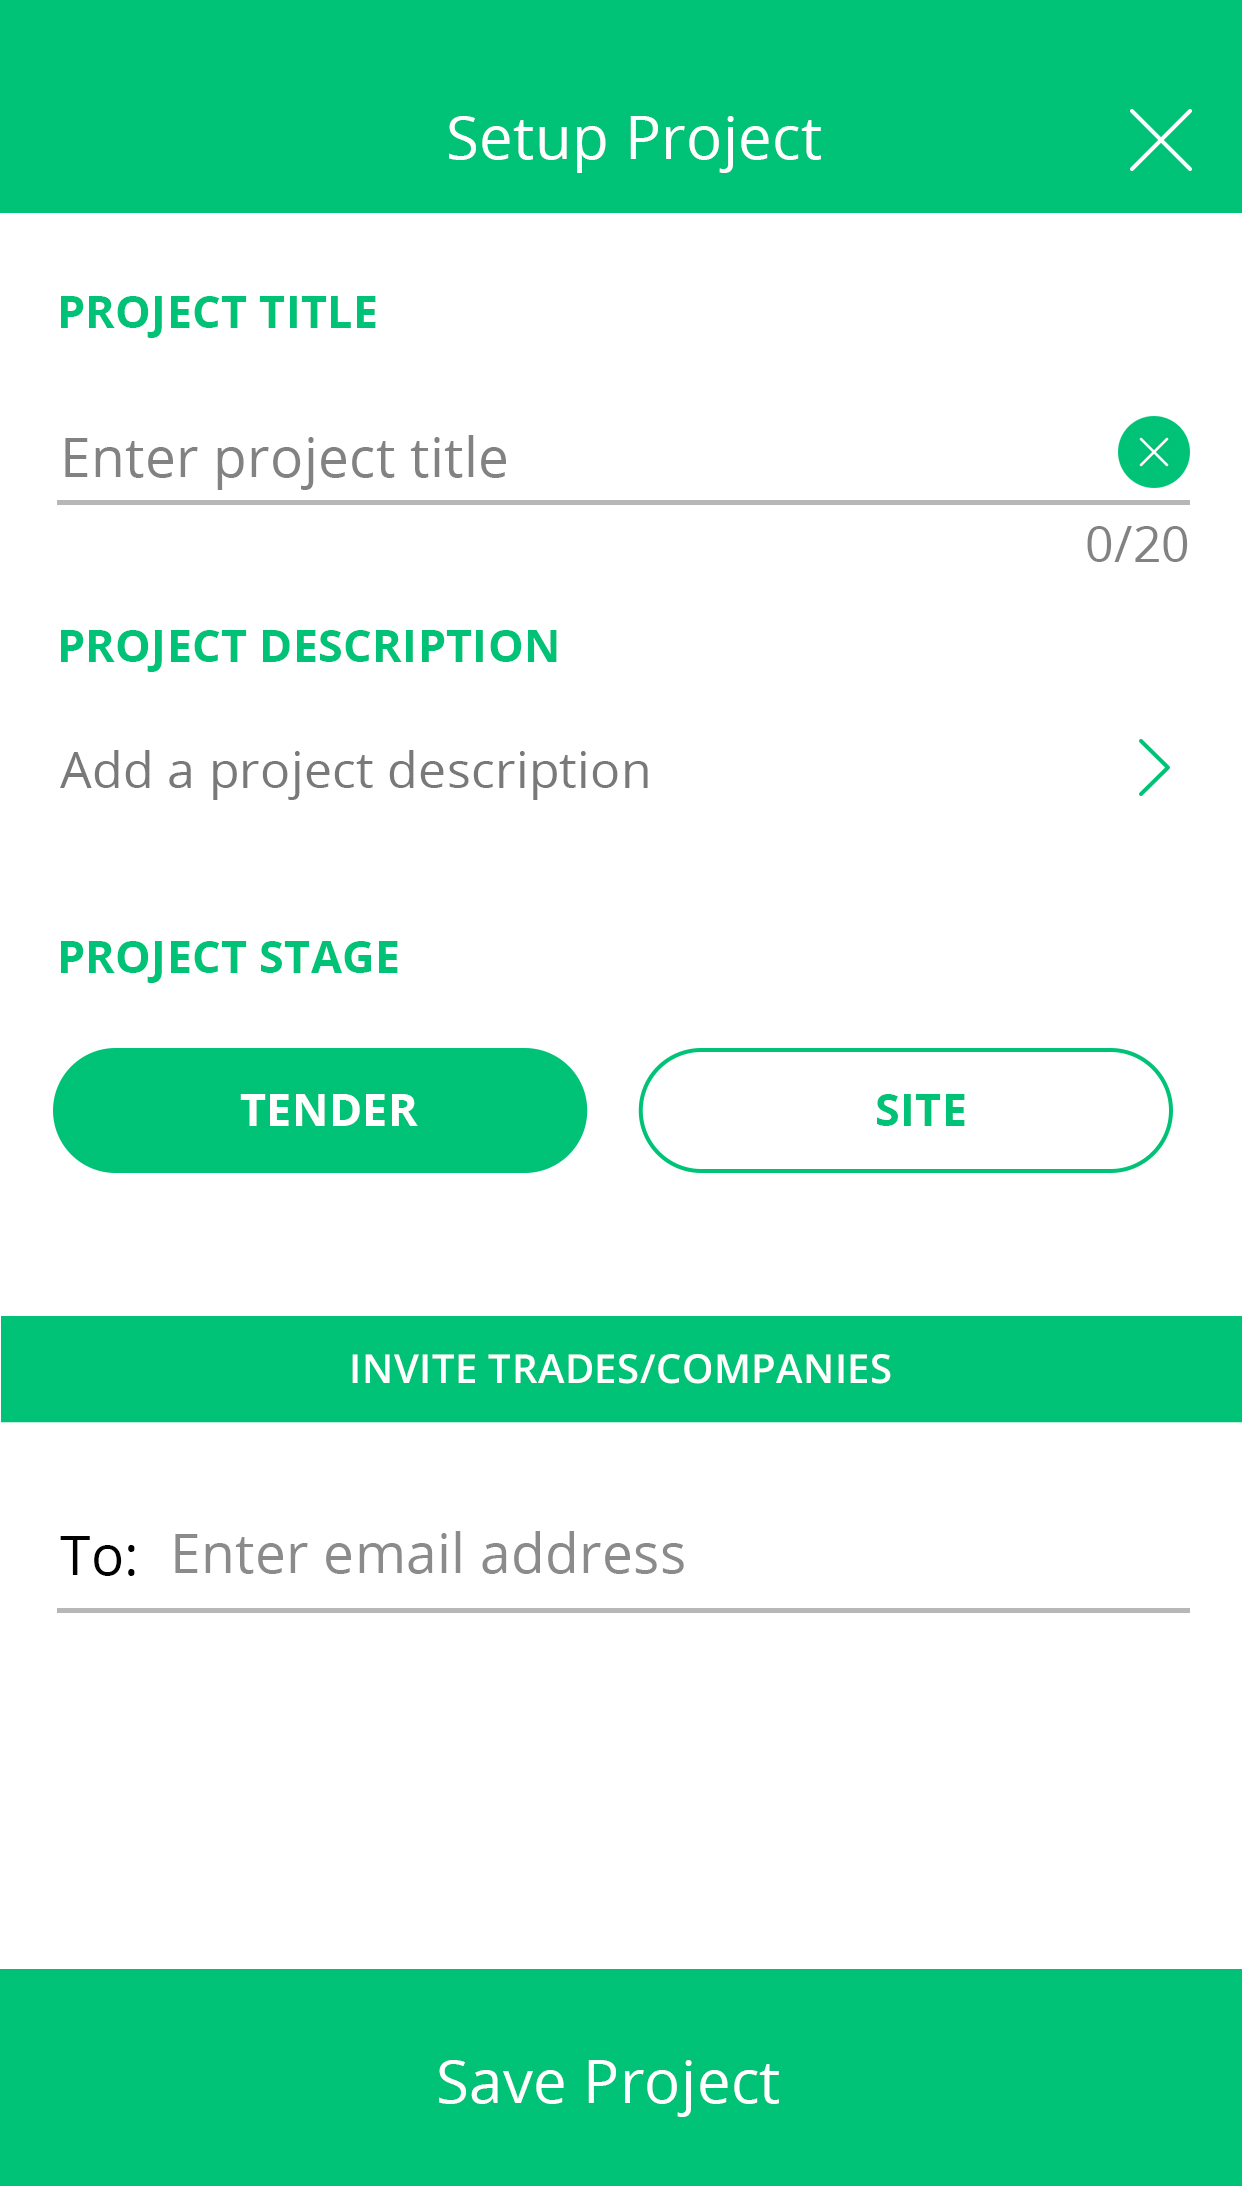 Setup Project
PROJECT TITLE
Enter project title
0/20
PROJECT DESCRIPTION
Add a project description
PROJECT STAGE
TENDER
SITE
INVITE TRADES/COMPANIES
To: Enter email address
Save Project